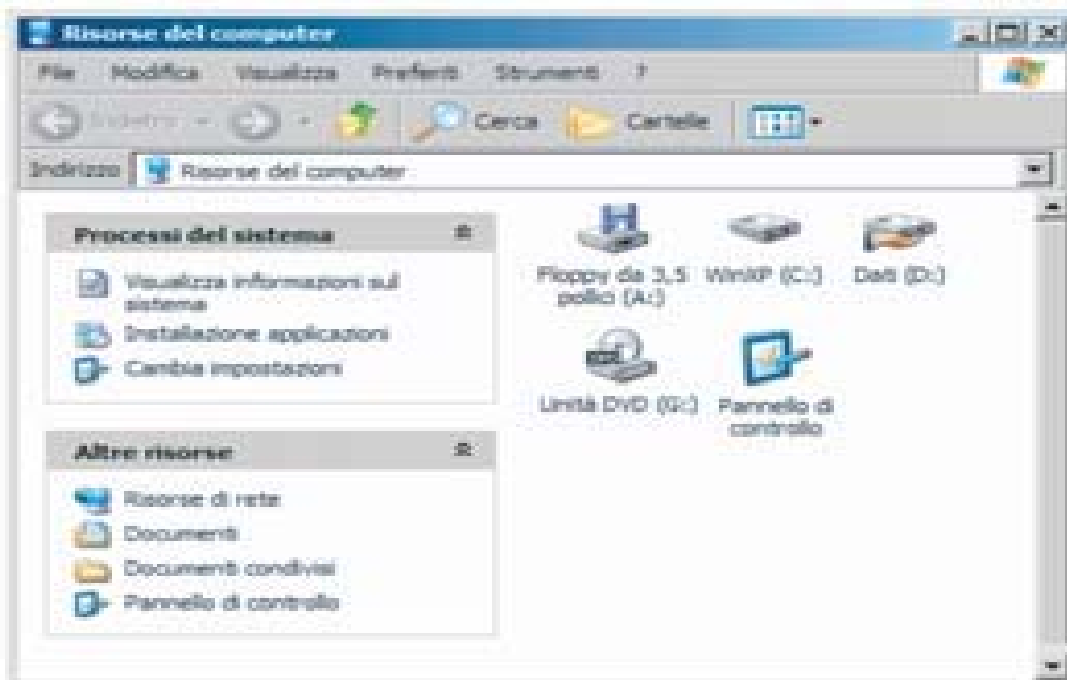 Risorse del computer
File Modifica Visualizza Preferiti Strumenti ?
Indietro Cerca Cartelle
Indirizzo Risorse del computer
Processi del sistema
Visualizza informazioni sul
sistema
Installazione applicazioni
Cambia impostazioni
Altre risorse
Risorse di rete
Documenti
Documenti condivisi
Pannello di controllo
Floppy da 3,5
pollici (A:)
WinXP (C:)
Dati (D:)
Unità DVD (G:)
Pannello di
controllo